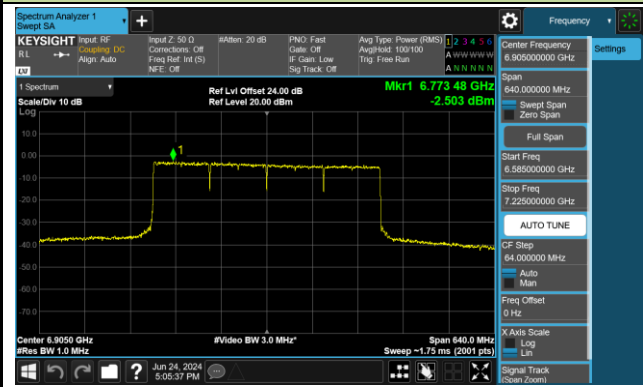 Spectrum Analyzer 1
Swept SA
Frequency
KEYSIGHT
RL
LXI
Input: RF
Coupling: DC
Align: Auto
Input Z: 50 Ω
Corrections: Off
Freq Ref: Int (S)
NFE: Off
#Atten: 20 dB
PNO: Fast
Gate: Off
IF Gain: Low
Sig Track: Off
Avg Type: Power (RMS)
Avg|Hold: 100/100
Trig: Free Run
1 2 3 4 5 6
A W W W W W
A N N N N N
1 Spectrum
Scale/Div 10 dB
Log
Ref Lvl Offset 24.00 dB
Ref Level 20.00 dBm
Mkr1 6.773 48 GHz
-2.503 dBm
10.0
0.00
-10.0
-20.0
-30.0
-40.0
-50.0
-60.0
-70.0
1
Center 6.9050 GHz
#Res BW 1.0 MHz
#Video BW 3.0 MHz*
Span 640.0 MHz
Sweep ~1.75 ms (2001 pts)
Jun 24, 2024
5:05:37 PM
Center Frequency
6.905000000 GHz
Settings
Span
640.000000 MHz
Swept Span
Zero Span
Full Span
Start Freq
6.585000000 GHz
Stop Freq
7.225000000 GHz
AUTO TUNE
CF Step
64.000000 MHz
Auto
Man
Freq Offset
0 Hz
X Axis Scale
Log
Lin
Signal Track
(Span Zoom)